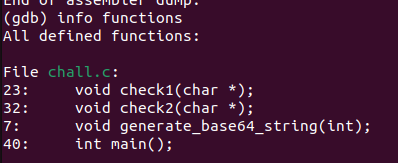 End of assembler dump.
(gdb) info functions
All defined functions:
File chall.c:
23:     void check1(char *);
32:     void check2(char *);
7:      void generate_base64_string(int);
40:     int main();